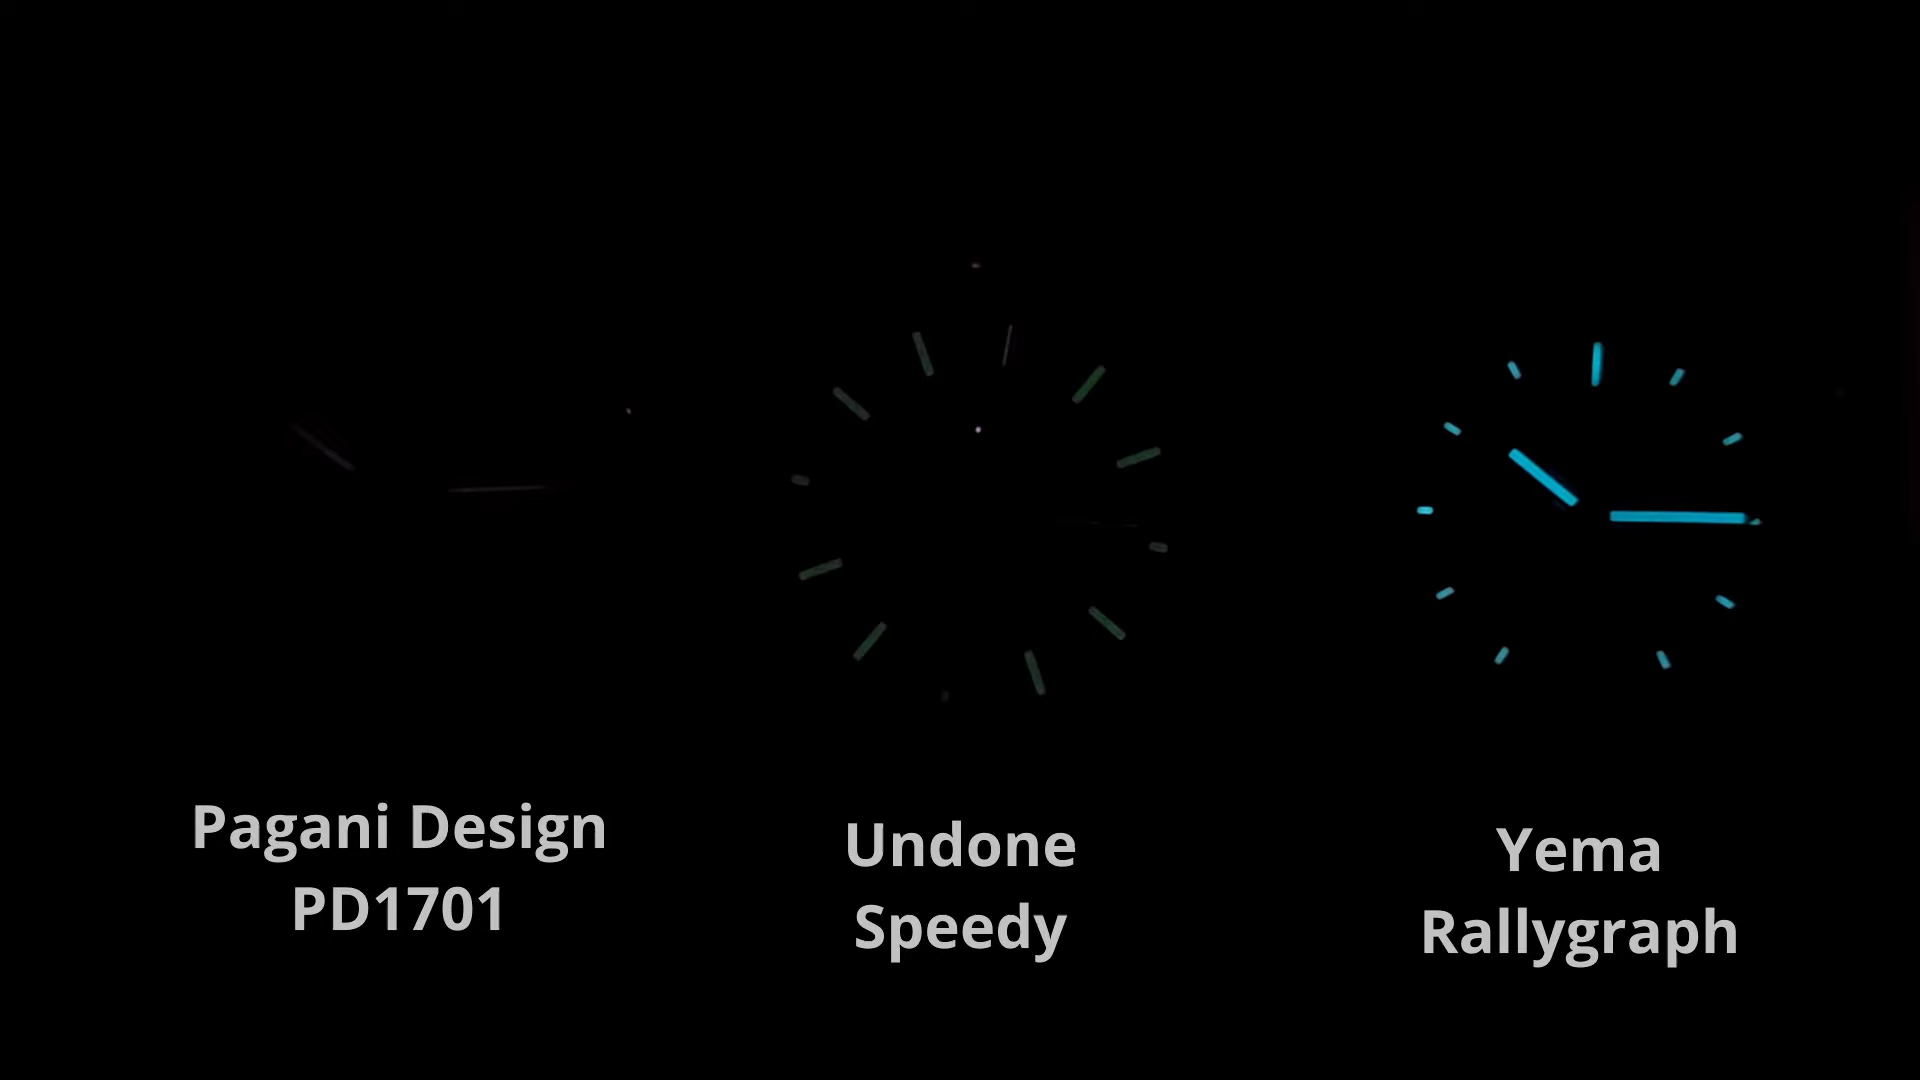 Pagani Design
PD1701
Undone
Speedy
Yema
Rallygraph